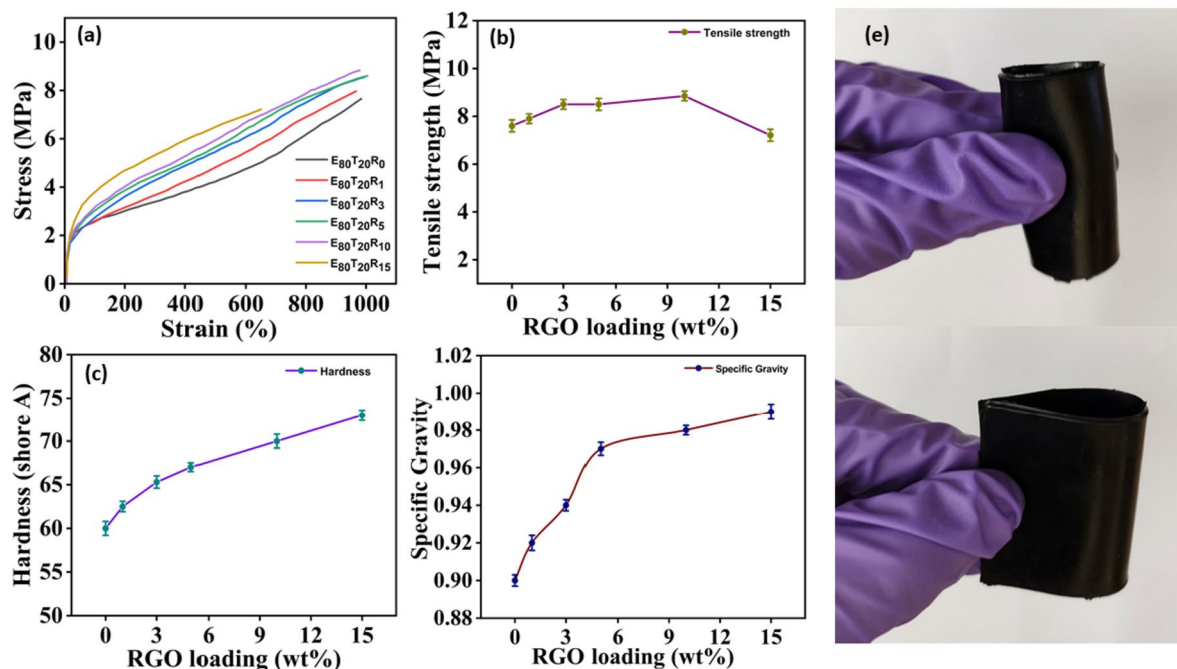 (a)
Stress (MPa)
10
8
6
4
2
0
0 200 400 600 800 1000
Strain (%)
E80T20R0
E80T20R1
E80T20R3
E80T20R5
E80T20R10
E80T20R15
(b)
Tensile strength
Tensile strength (MPa)
12
10
8
6
4
2
0 3 6 9 12 15
RGO loading (wt%)
(e)
(c)
Hardness
Hardness (shore A)
80
75
70
65
60
55
50
0 3 6 9 12 15
RGO loading (wt%)
Specific Gravity
Specific Gravity
1.02
1.00
0.98
0.96
0.94
0.92
0.90
0.88
0 3 6 9 12 15
RGO loading (wt%)